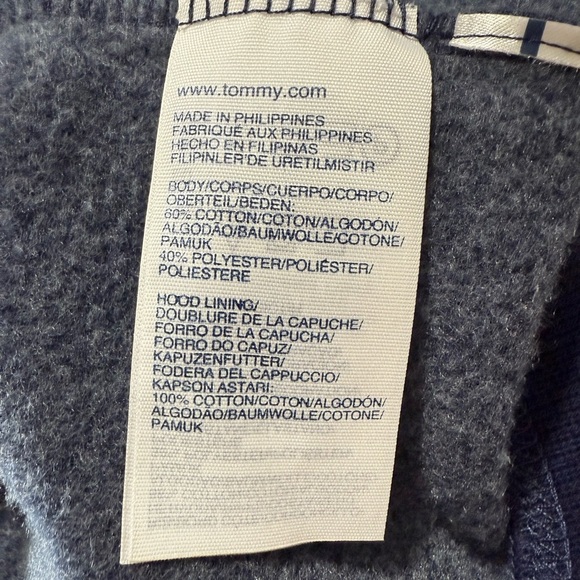 www.tommy.com
MADE IN PHILIPPINES
FABRIQUÉ AUX PHILIPPINES
HECHO EN FILIPINAS
FILIPINLER'DE URETILMISTIR
BODY/CORPS/CUERPO/CORPO/
OBERTEIL/BEDEN:
60% COTTON/COTON/ALGODÓN/
ALGODÃO/BAUMWOLLE/COTONE/
PAMUK
40% POLYESTER/POLIÉSTER/
POLIESTERE
HOOD LINING/
DOUBLURE DE LA CAPUCHE/
FORRO DE LA CAPUCHA/
FORRO DO CAPUZ/
KAPUZENFUTTER/
FODERA DEL CAPPUCCIO/
KAPSON ASTARI:
100% COTTON/COTON/ALGODÓN/
ALGODÃO/BAUMWOLLE/COTONE/
PAMUK